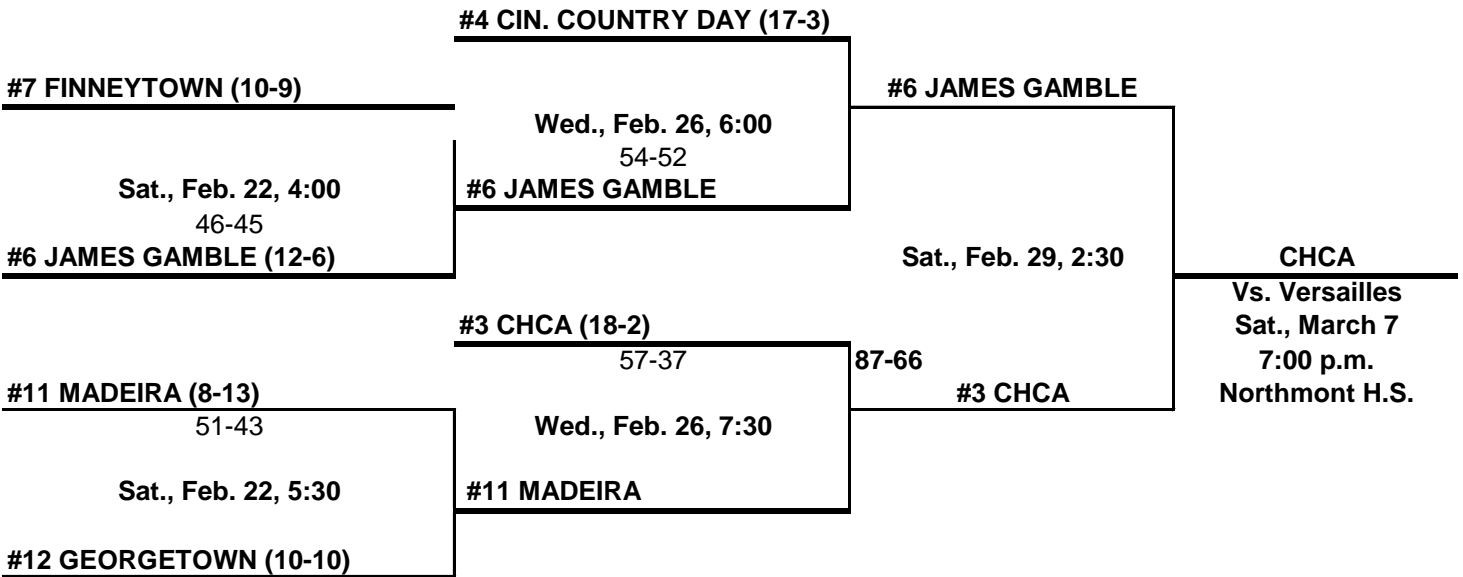 #4 CIN. COUNTRY DAY (17-3)
#7 FINNEYTOWN (10-9)
#6 JAMES GAMBLE
Wed., Feb. 26, 6:00
54-52
Sat., Feb. 22, 4:00
#6 JAMES GAMBLE
46-45
#6 JAMES GAMBLE (12-6)
Sat., Feb. 29, 2:30
CHCA
Vs. Versailles
#3 CHCA (18-2)
Sat., March 7
57-37
87-66
7:00 p.m.
#11 MADEIRA (8-13)
#3 CHCA
Northmont H.S.
51-43
Wed., Feb. 26, 7:30
Sat., Feb. 22, 5:30
#11 MADEIRA
#12 GEORGETOWN (10-10)